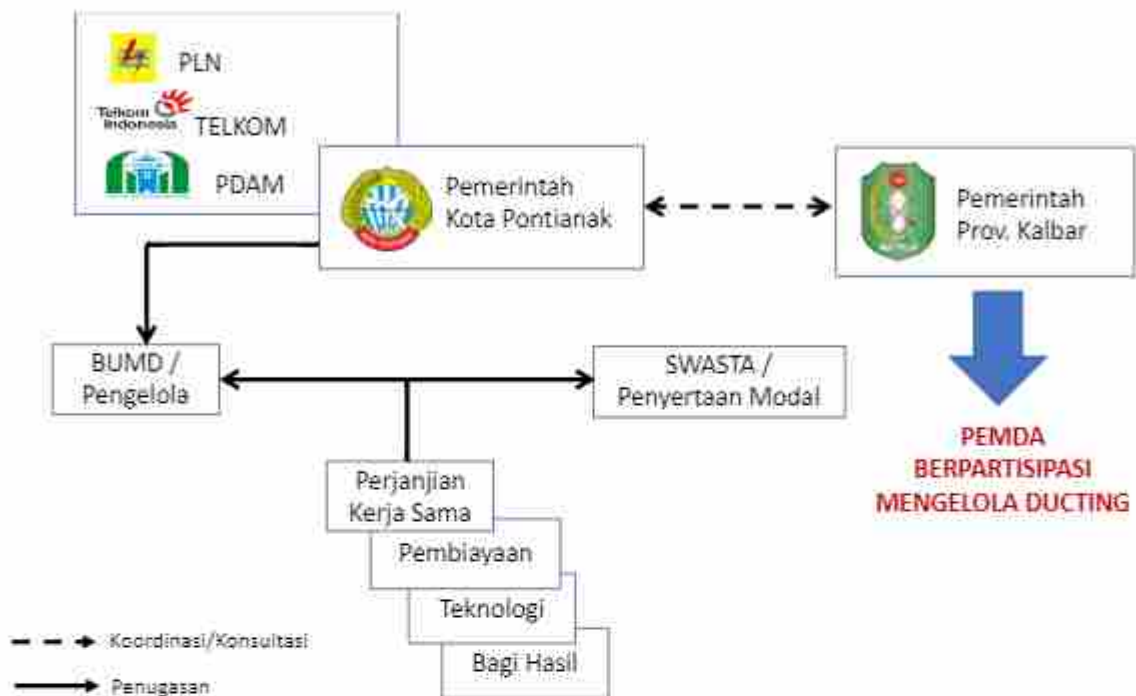 PLN
Telkom
Indonesia
TELKOM
PDAM
Pemerintah
Kota Pontianak
Pemerintah
Prov. Kalbar
BUMD /
Pengelola
SWASTA /
Penyertaan Modal
PEMDA
BERPARTISIPASI
MENGELOLA DUCTING
Perjanjian
Kerja Sama
Pembiayaan
Teknologi
Bagi Hasil
Koordinasi/Konsultasi
Penugasan